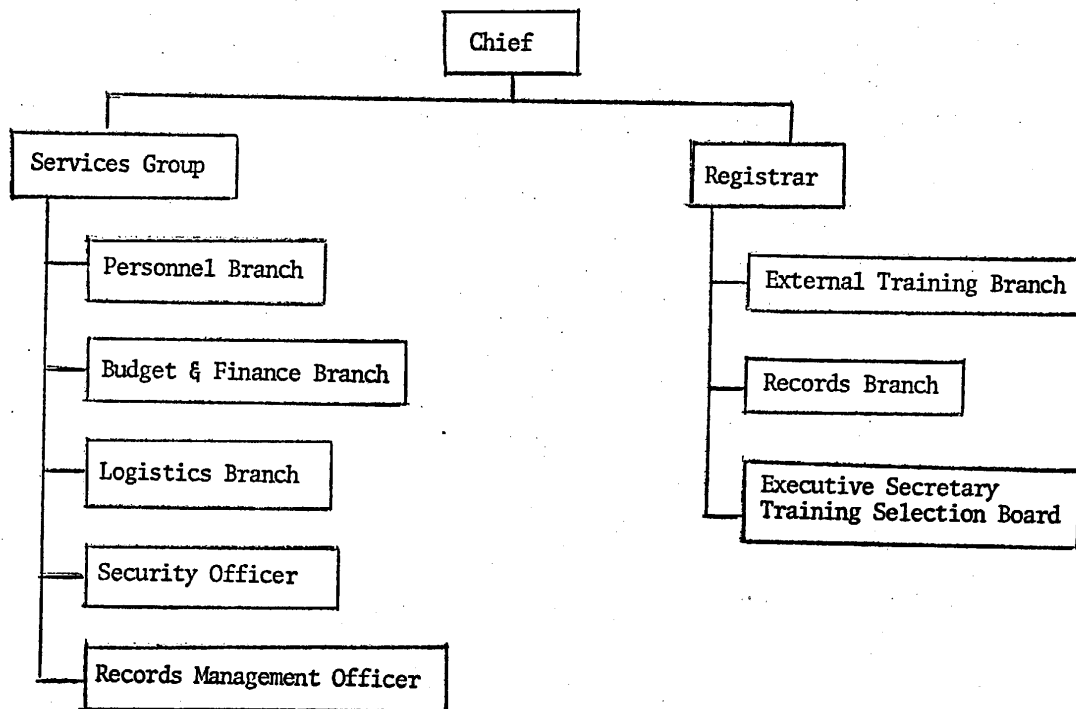 Chief
Services Group
Registrar
Personnel Branch
Budget & Finance Branch
Logistics Branch
Security Officer
Records Management Officer
External Training Branch
Records Branch
Executive Secretary
Training Selection Board